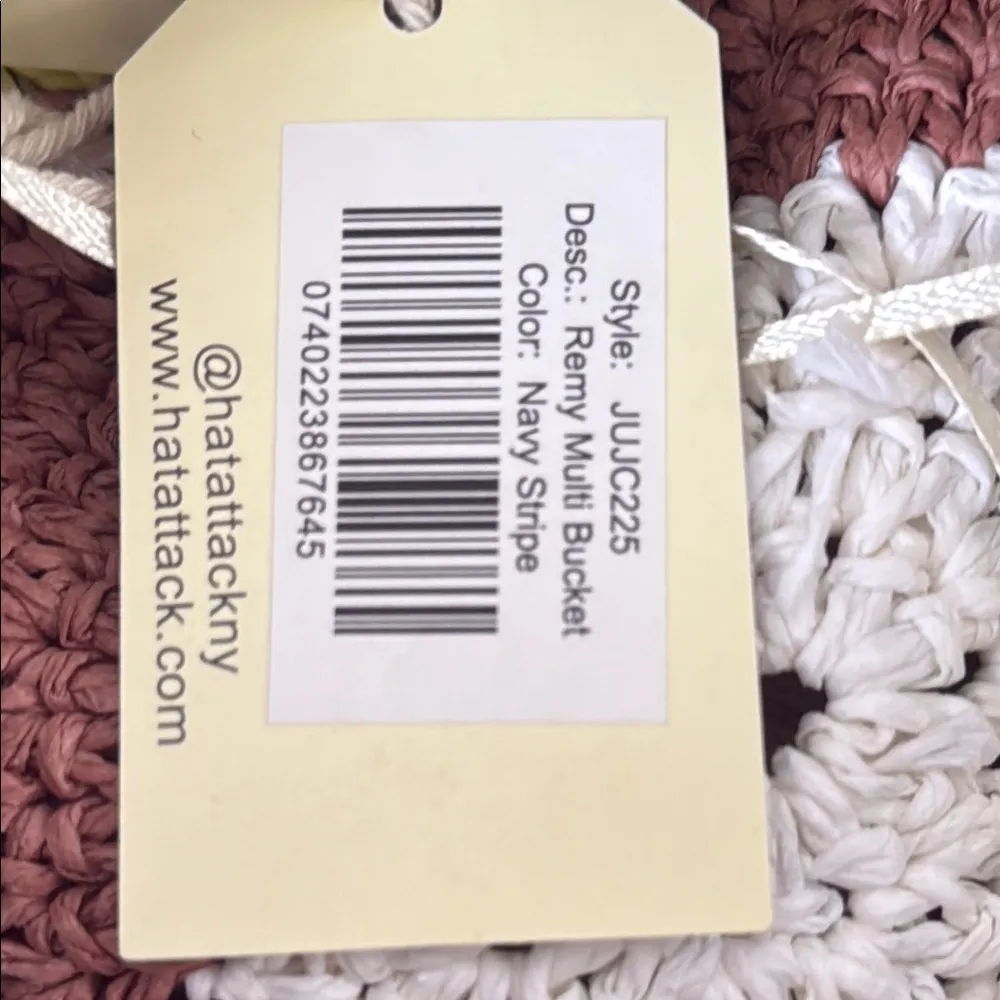 Style: JUJC225
Desc.: Remy Multi Bucket
Color: Navy Stripe
0740223867645
@hatattackny
www.hatattack.com